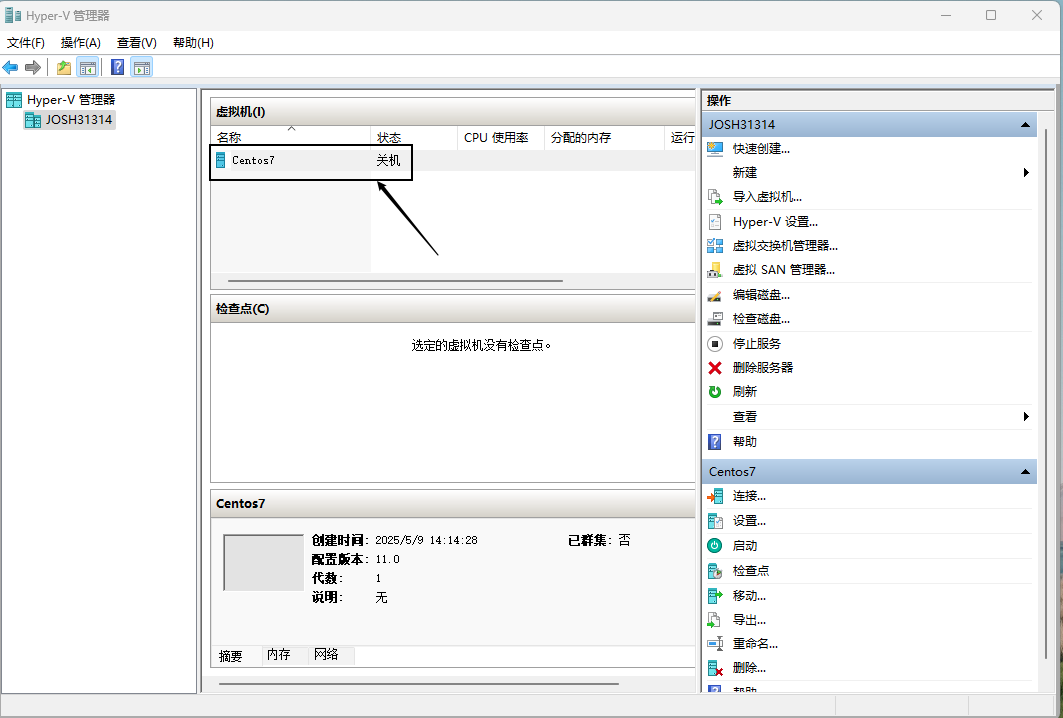 Hyper-V 管理器
文件(F) 操作(A) 查看(V) 帮助(H)
Hyper-V 管理器
JOSH31314
虚拟机(I)
名称 状态 CPU 使用率 分配的内存 运行
Centos7 关机
检查点(C)
选定的虚拟机没有检查点。
Centos7
创建时间: 2025/5/9 14:14:28 已群集: 否
配置版本: 11.0
代数: 1
说明: 无
摘要 内存 网络
操作
JOSH31314
快速创建...
新建
导入虚拟机...
Hyper-V 设置...
虚拟交换机管理器...
虚拟 SAN 管理器...
编辑磁盘...
检查磁盘...
停止服务
删除服务器
刷新
查看
帮助
Centos7
连接...
设置...
启动
检查点
移动...
导出...
重命名...
删除...
帮助